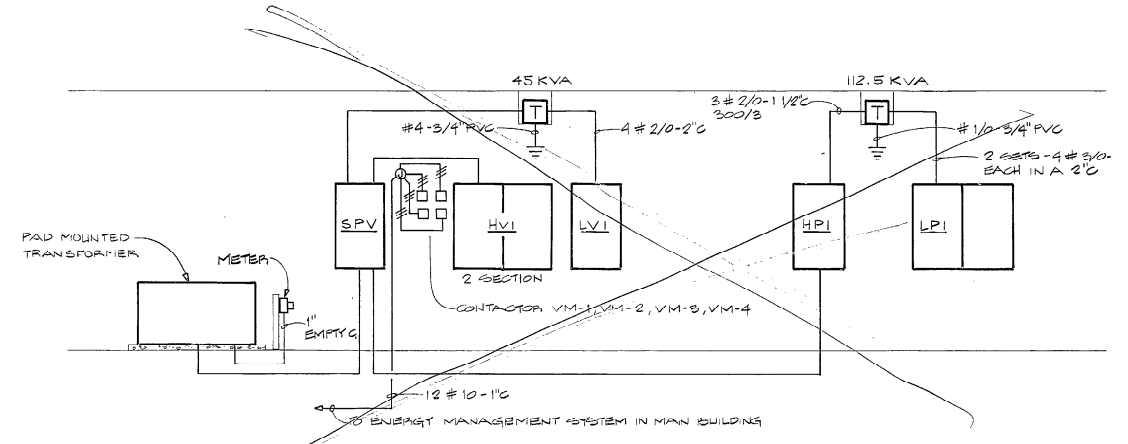 45 KVA
112.5 KVA
3 # 2/0-1 1/2"C
300/3
#4-3/4" PVC
4 # 2/0-2"C
# 1/0-3/4" PVC
2 SETS-4 # 3/0-
EACH IN A 2"C
SPV
HV1
LV1
HP1
LP1
T
T
PAD MOUNTED
TRANSFORMER
METER
2 SECTION
CONTACTOR VM-1, VM-2, VM-3, VM-4
1"
EMPTY C.
12 # 10-1"C
TO ENERGY MANAGEMENT SYSTEM IN MAIN BUILDING